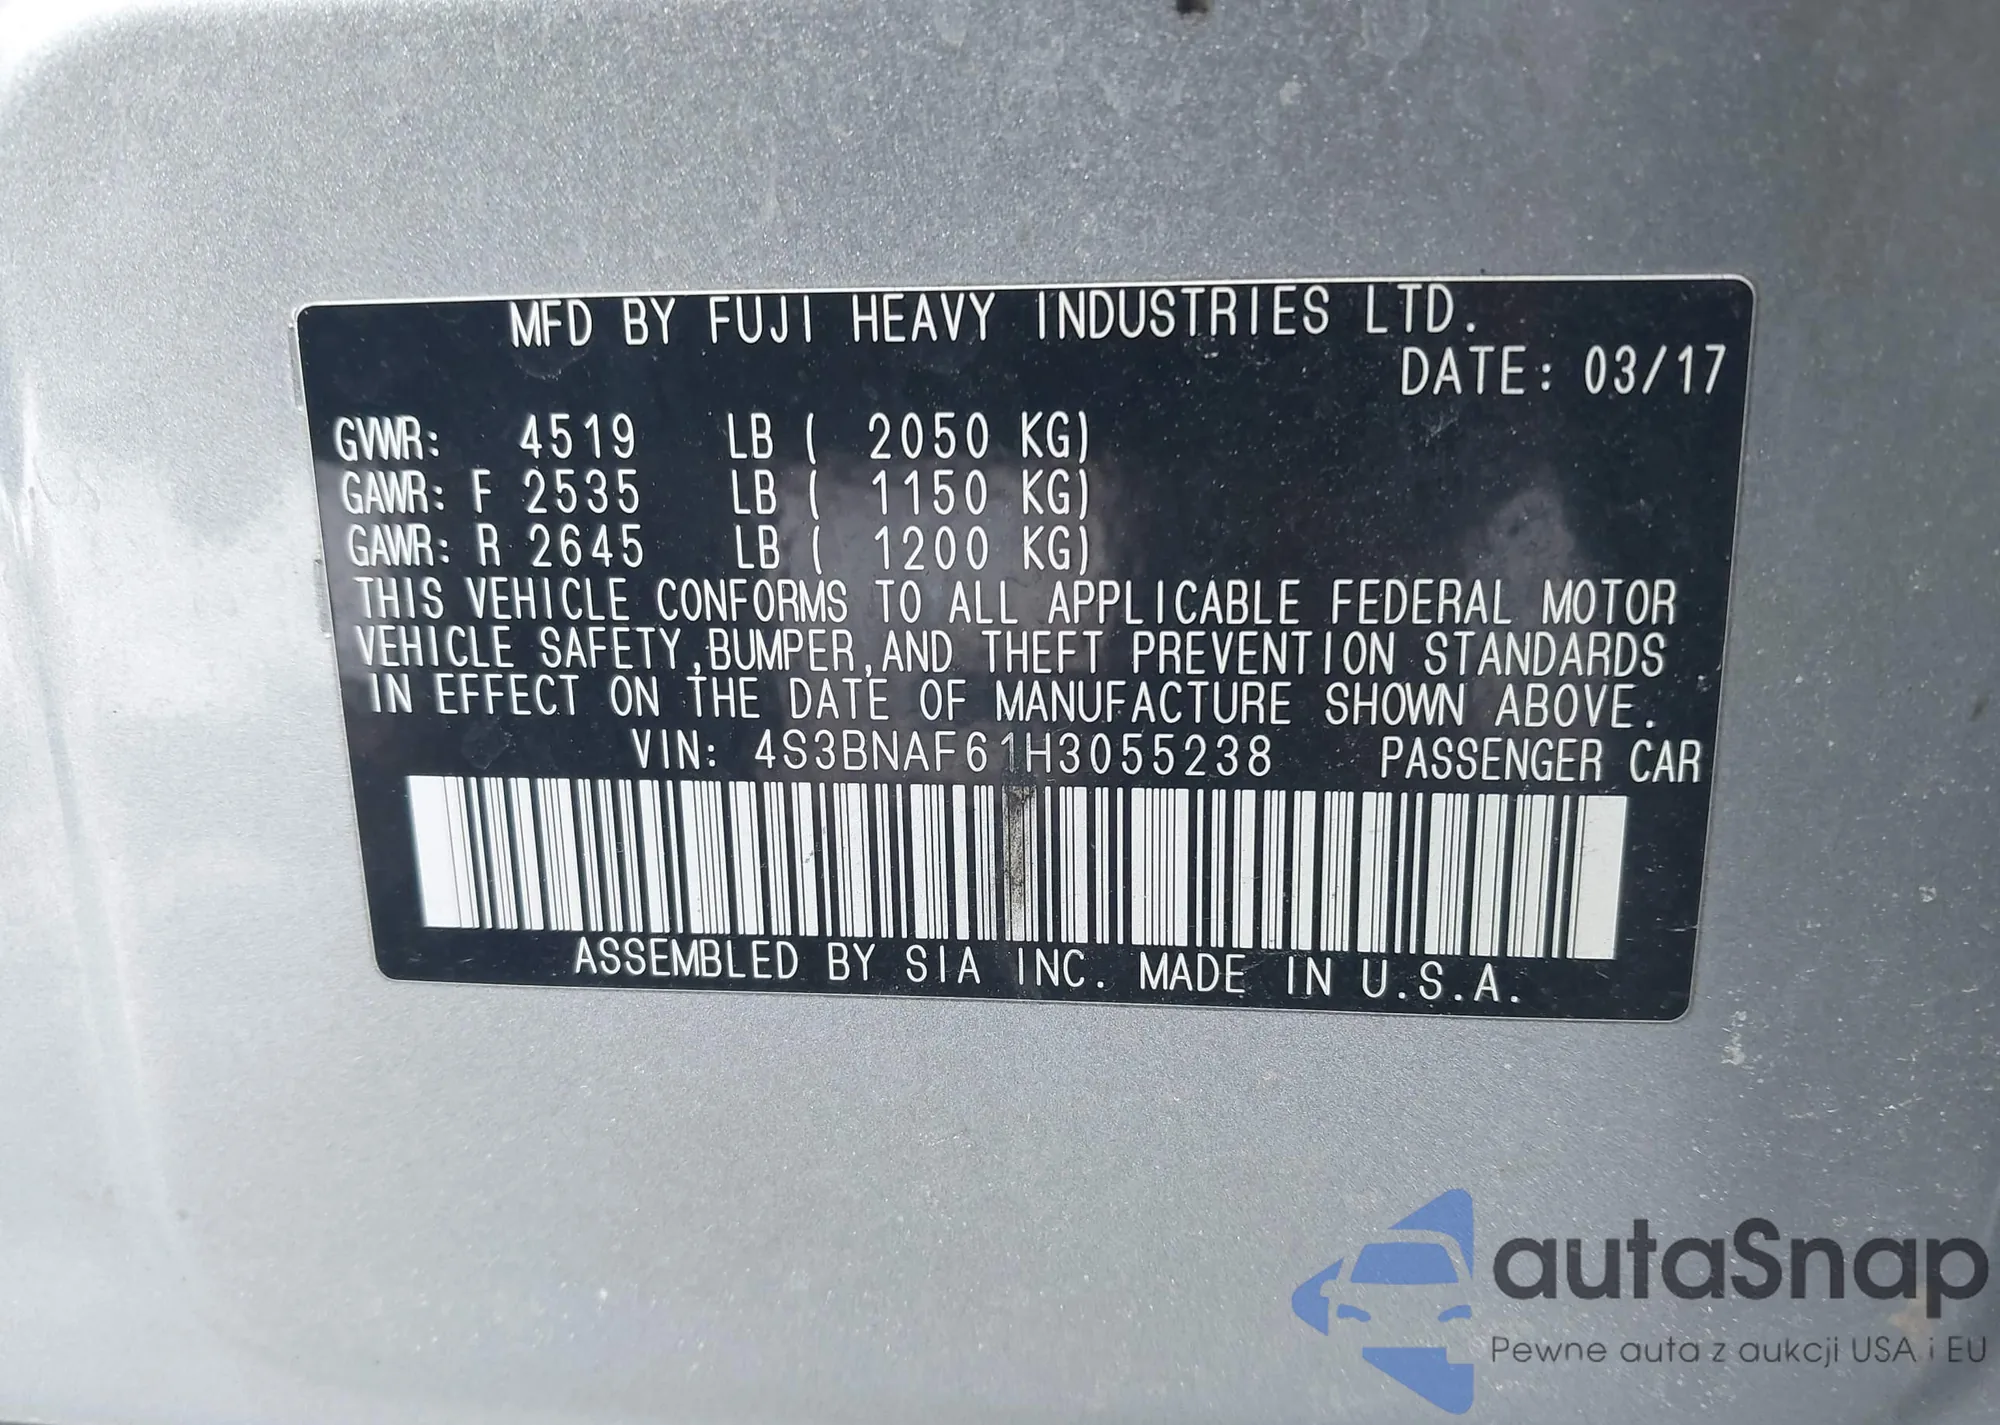 MFD BY FUJI HEAVY INDUSTRIES LTD.
DATE: 03/17
GVWR: 4519 LB ( 2050 KG)
GAWR: F 2535 LB ( 1150 KG)
GAWR: R 2645 LB ( 1200 KG)
THIS VEHICLE CONFORMS TO ALL APPLICABLE FEDERAL MOTOR
VEHICLE SAFETY,BUMPER,AND THEFT PREVENTION STANDARDS
IN EFFECT ON THE DATE OF MANUFACTURE SHOWN ABOVE.
VIN: 4S3BNAF61H3055238 PASSENGER CAR
ASSEMBLED BY SIA INC. MADE IN U.S.A.
autaSnap
Pewne auta z aukcji USA i EU